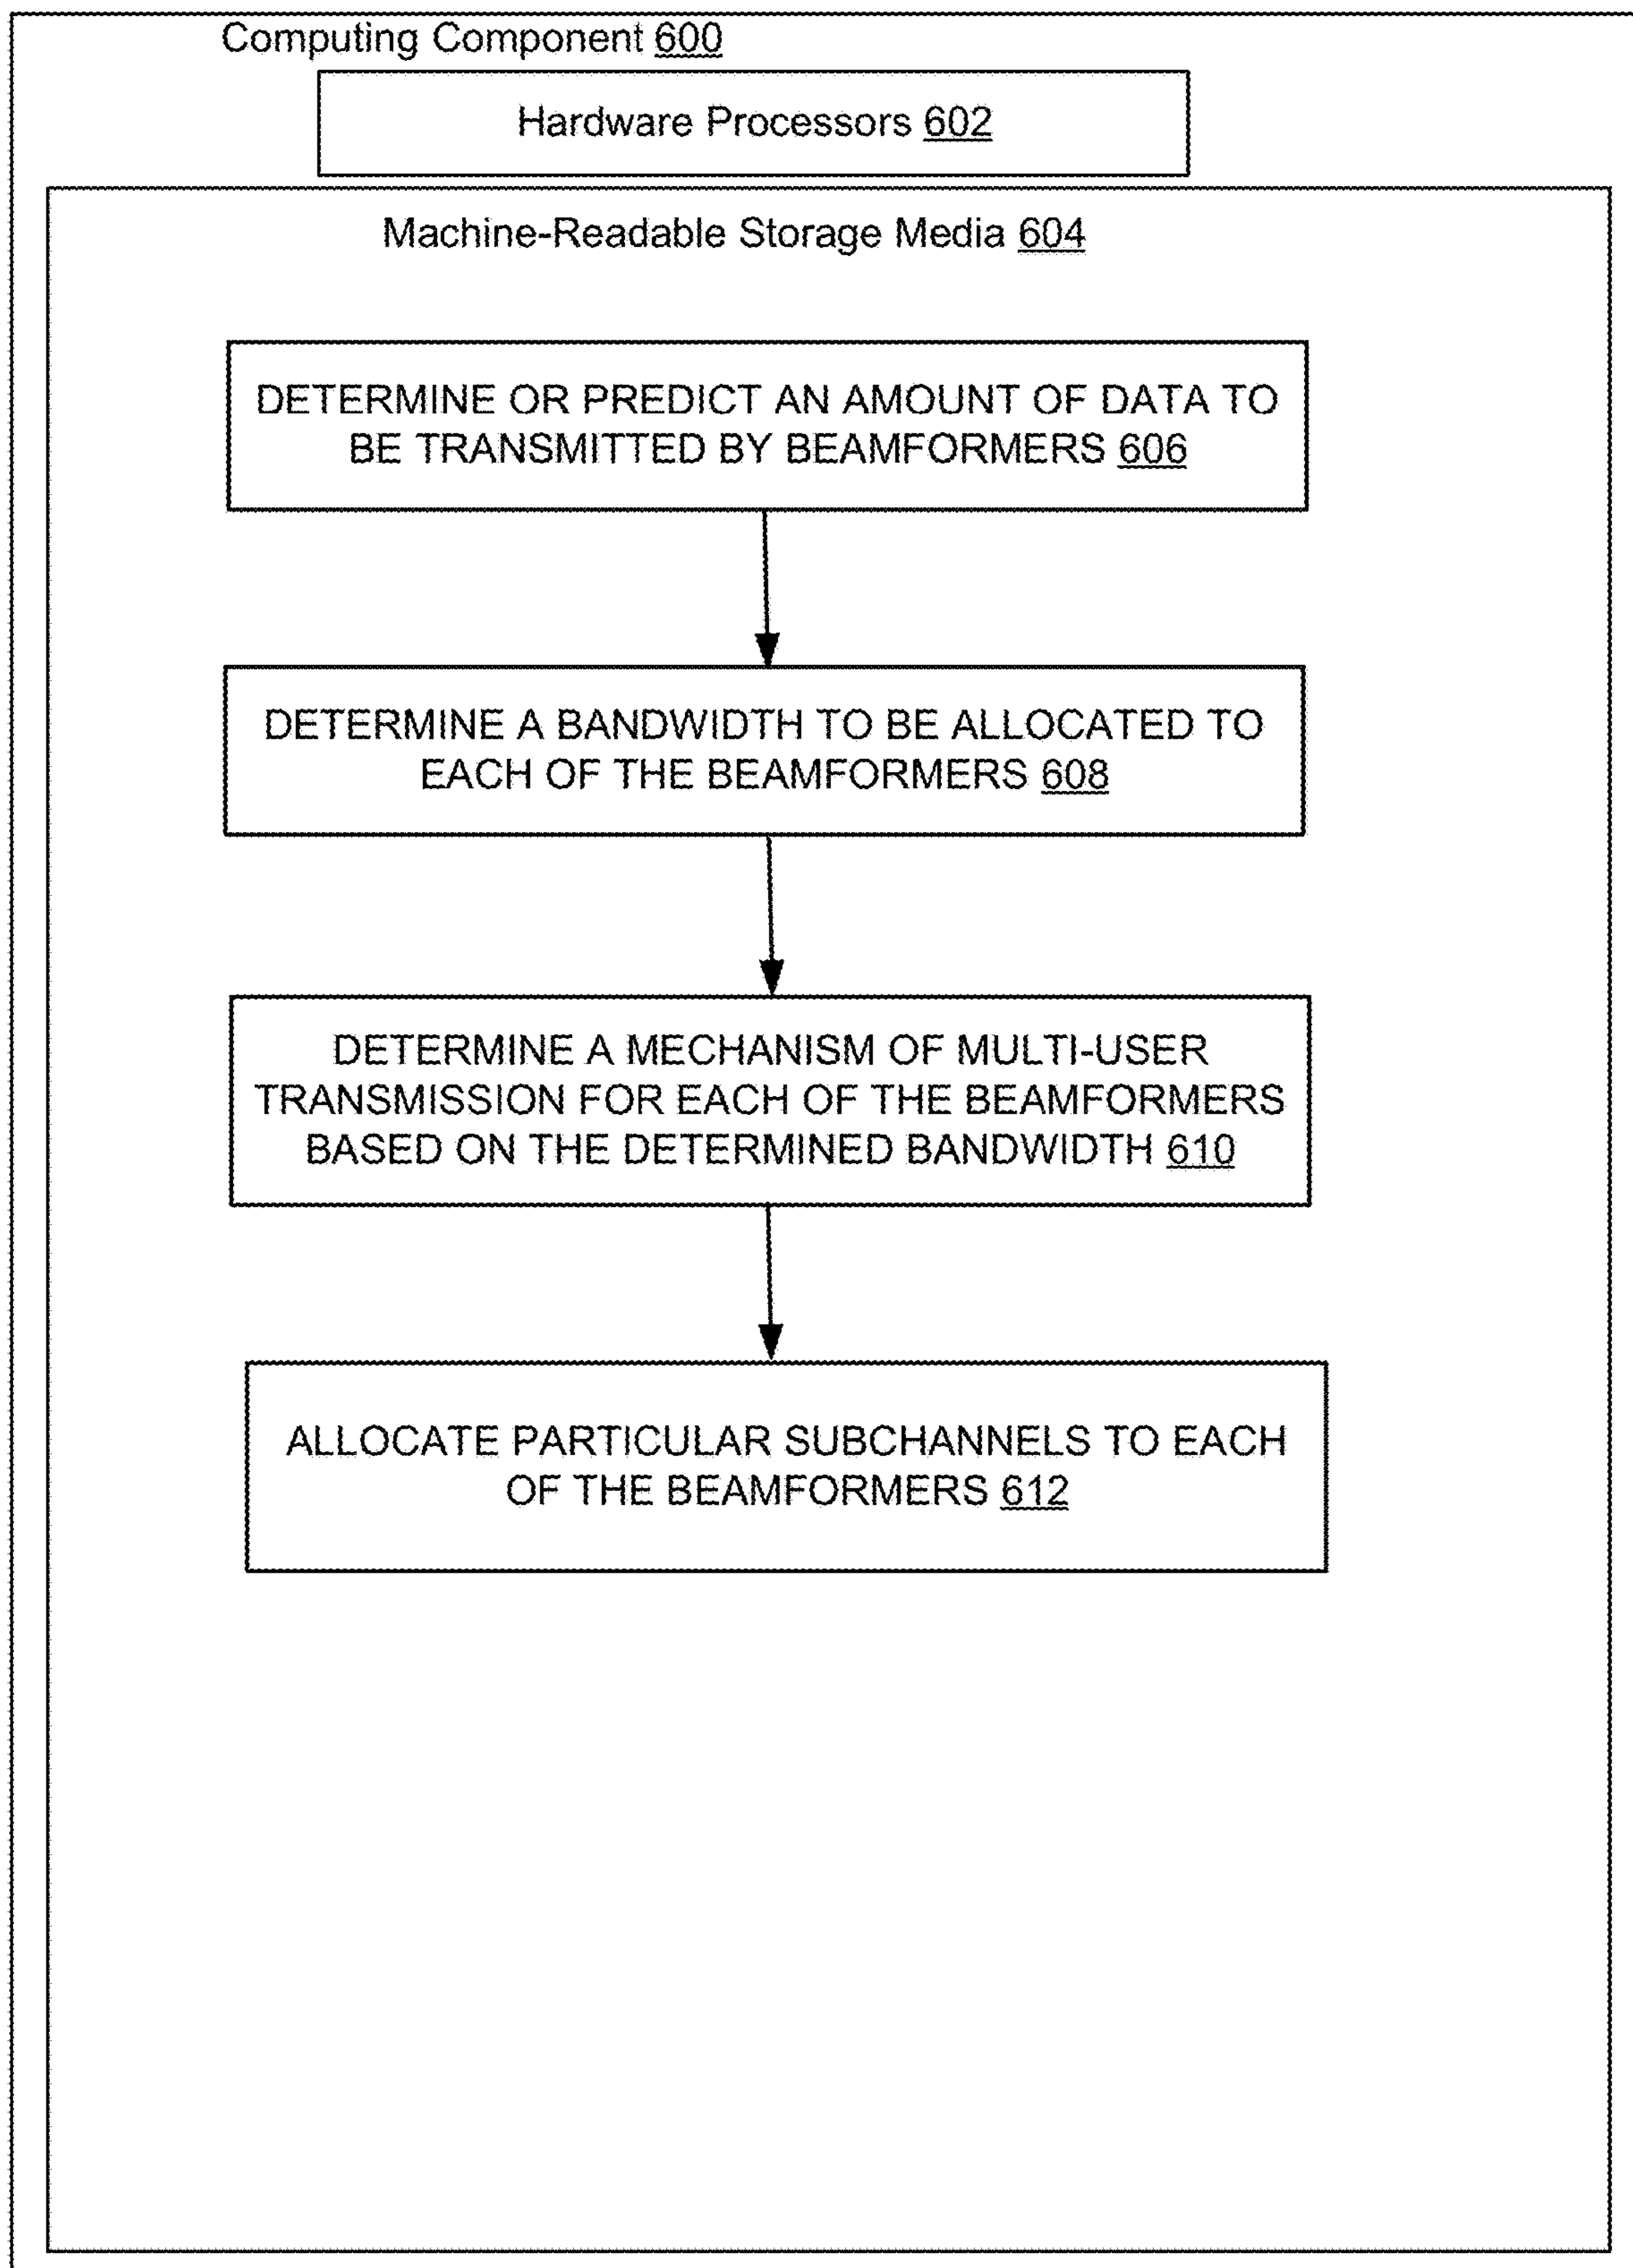 Computing Component 600
Hardware Processors 602
Machine-Readable Storage Media 604
DETERMINE OR PREDICT AN AMOUNT OF DATA TO
BE TRANSMITTED BY BEAMFORMERS 606
DETERMINE A BANDWIDTH TO BE ALLOCATED TO
EACH OF THE BEAMFORMERS 608
DETERMINE A MECHANISM OF MULTI-USER
TRANSMISSION FOR EACH OF THE BEAMFORMERS
BASED ON THE DETERMINED BANDWIDTH 610
ALLOCATE PARTICULAR SUBCHANNELS TO EACH
OF THE BEAMFORMERS 612